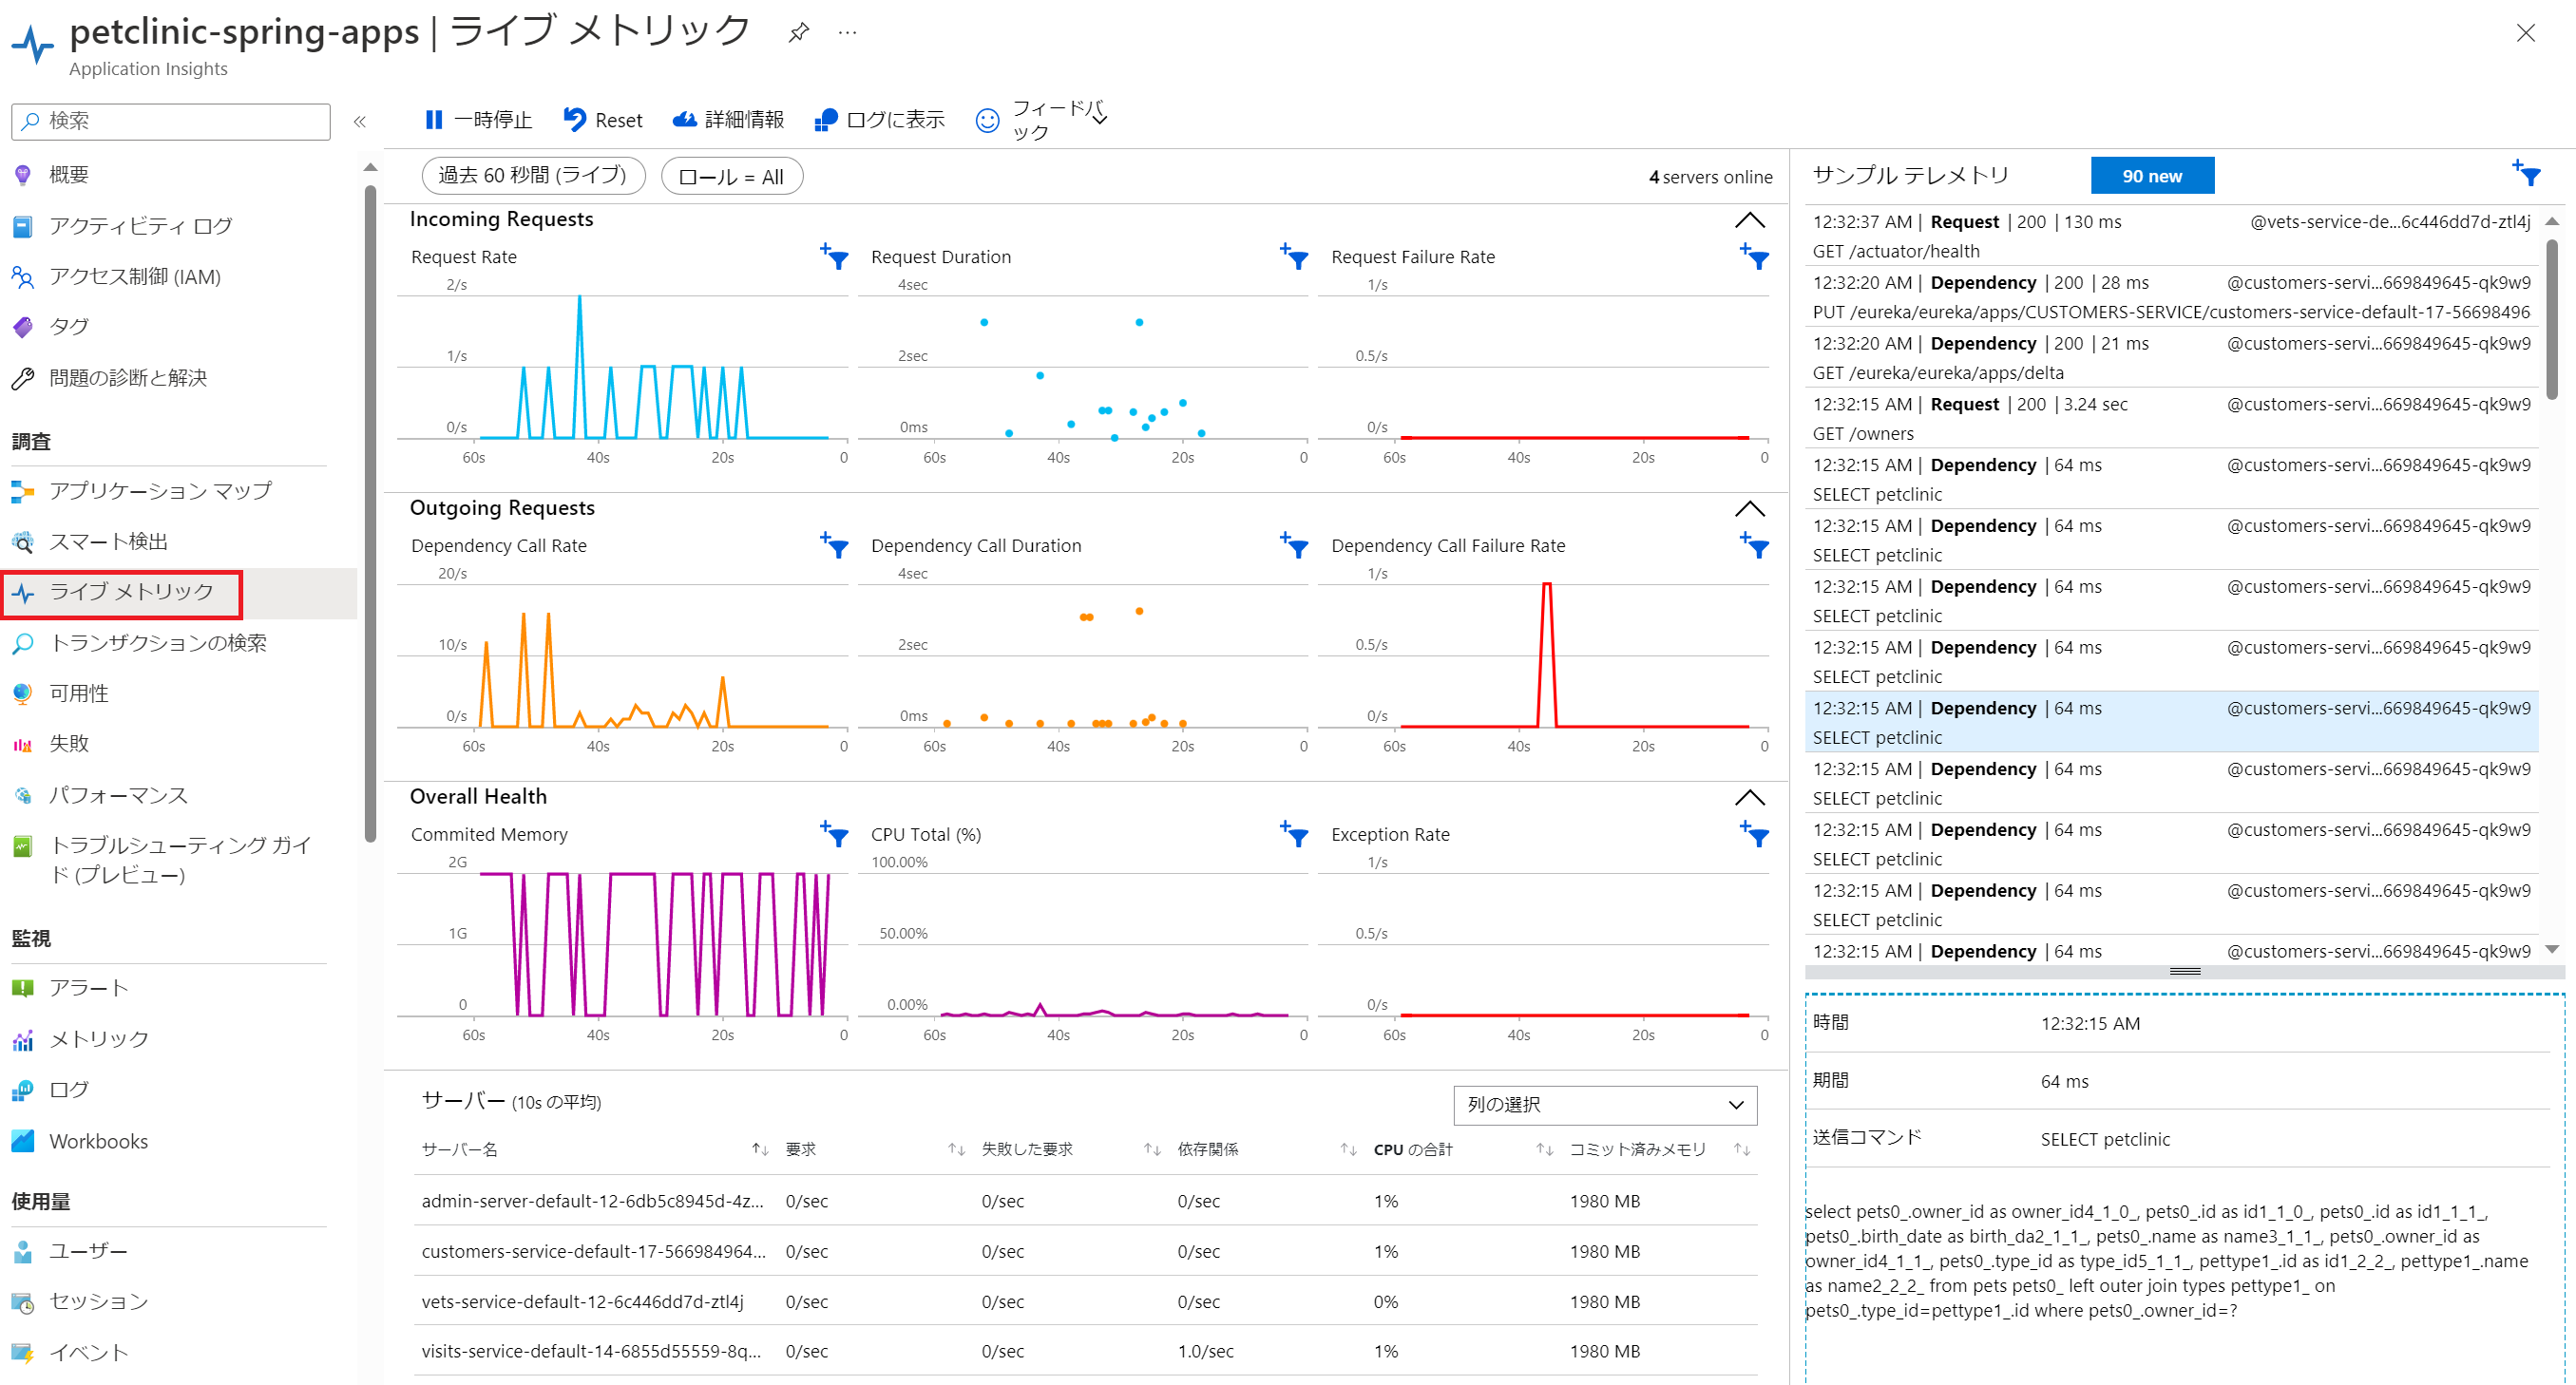 petclinic-spring-apps | ライブ メトリック
Application Insights
検索
概要
アクティビティ ログ
アクセス制御 (IAM)
タグ
問題の診断と解決
調査
アプリケーション マップ
スマート検出
ライブ メトリック
トランザクションの検索
可用性
失敗
パフォーマンス
トラブルシューティング ガイ
ド (プレビュー)
監視
アラート
メトリック
ログ
Workbooks
使用量
ユーザー
セッション
イベント
一時停止 Reset 詳細情報 ログに表示 フィードバ
ック
過去 60 秒間 (ライブ) ロール = All 4 servers online
Incoming Requests
Request Rate Request Duration Request Failure Rate
2/s 4sec 1/s
1/s 2sec 0.5/s
0/s 0ms 0/s
60s 40s 20s 0 60s 40s 20s 0 60s 40s 20s 0
Outgoing Requests
Dependency Call Rate Dependency Call Duration Dependency Call Failure Rate
20/s 4sec 1/s
10/s 2sec 0.5/s
0/s 0ms 0/s
60s 40s 20s 0 60s 40s 20s 0 60s 40s 20s 0
Overall Health
Commited Memory CPU Total (%) Exception Rate
2G 100.00% 1/s
1G 50.00% 0.5/s
0 0.00% 0/s
60s 40s 20s 0 60s 40s 20s 0 60s 40s 20s 0
サーバー (10s の平均) 列の選択
サーバー名 要求 失敗した要求 依存関係 CPU の合計 コミット済みメモリ
admin-server-default-12-6db5c8945d-4z... 0/sec 0/sec 0/sec 1% 1980 MB
customers-service-default-17-566984964... 0/sec 0/sec 0/sec 1% 1980 MB
vets-service-default-12-6c446dd7d-ztl4j 0/sec 0/sec 0/sec 0% 1980 MB
visits-service-default-14-6855d55559-8q... 0/sec 0/sec 1.0/sec 1% 1980 MB
サンプル テレメトリ 90 new
12:32:37 AM | Request | 200 | 130 ms @vets-service-de...6c446dd7d-ztl4j
GET /actuator/health
12:32:20 AM | Dependency | 200 | 28 ms @customers-servi...669849645-qk9w9
PUT /eureka/eureka/apps/CUSTOMERS-SERVICE/customers-service-default-17-56698496
12:32:20 AM | Dependency | 200 | 21 ms @customers-servi...669849645-qk9w9
GET /eureka/eureka/apps/delta
12:32:15 AM | Request | 200 | 3.24 sec @customers-servi...669849645-qk9w9
GET /owners
12:32:15 AM | Dependency | 64 ms @customers-servi...669849645-qk9w9
SELECT petclinic
12:32:15 AM | Dependency | 64 ms @customers-servi...669849645-qk9w9
SELECT petclinic
12:32:15 AM | Dependency | 64 ms @customers-servi...669849645-qk9w9
SELECT petclinic
12:32:15 AM | Dependency | 64 ms @customers-servi...669849645-qk9w9
SELECT petclinic
12:32:15 AM | Dependency | 64 ms @customers-servi...669849645-qk9w9
SELECT petclinic
12:32:15 AM | Dependency | 64 ms @customers-servi...669849645-qk9w9
SELECT petclinic
12:32:15 AM | Dependency | 64 ms @customers-servi...669849645-qk9w9
SELECT petclinic
12:32:15 AM | Dependency | 64 ms @customers-servi...669849645-qk9w9
SELECT petclinic
12:32:15 AM | Dependency | 64 ms @customers-servi...669849645-qk9w9
時間 12:32:15 AM
期間 64 ms
送信コマンド SELECT petclinic
select pets0_.owner_id as owner_id4_1_0_, pets0_.id as id1_1_0_, pets0_.id as id1_1_1_,
pets0_.birth_date as birth_da2_1_1_, pets0_.name as name3_1_1_, pets0_.owner_id as
owner_id4_1_1_, pets0_.type_id as type_id5_1_1_, pettype1_.id as id1_2_2_, pettype1_.name
as name2_2_2_ from pets pets0_ left outer join types pettype1_ on
pets0_.type_id=pettype1_.id where pets0_.owner_id=?